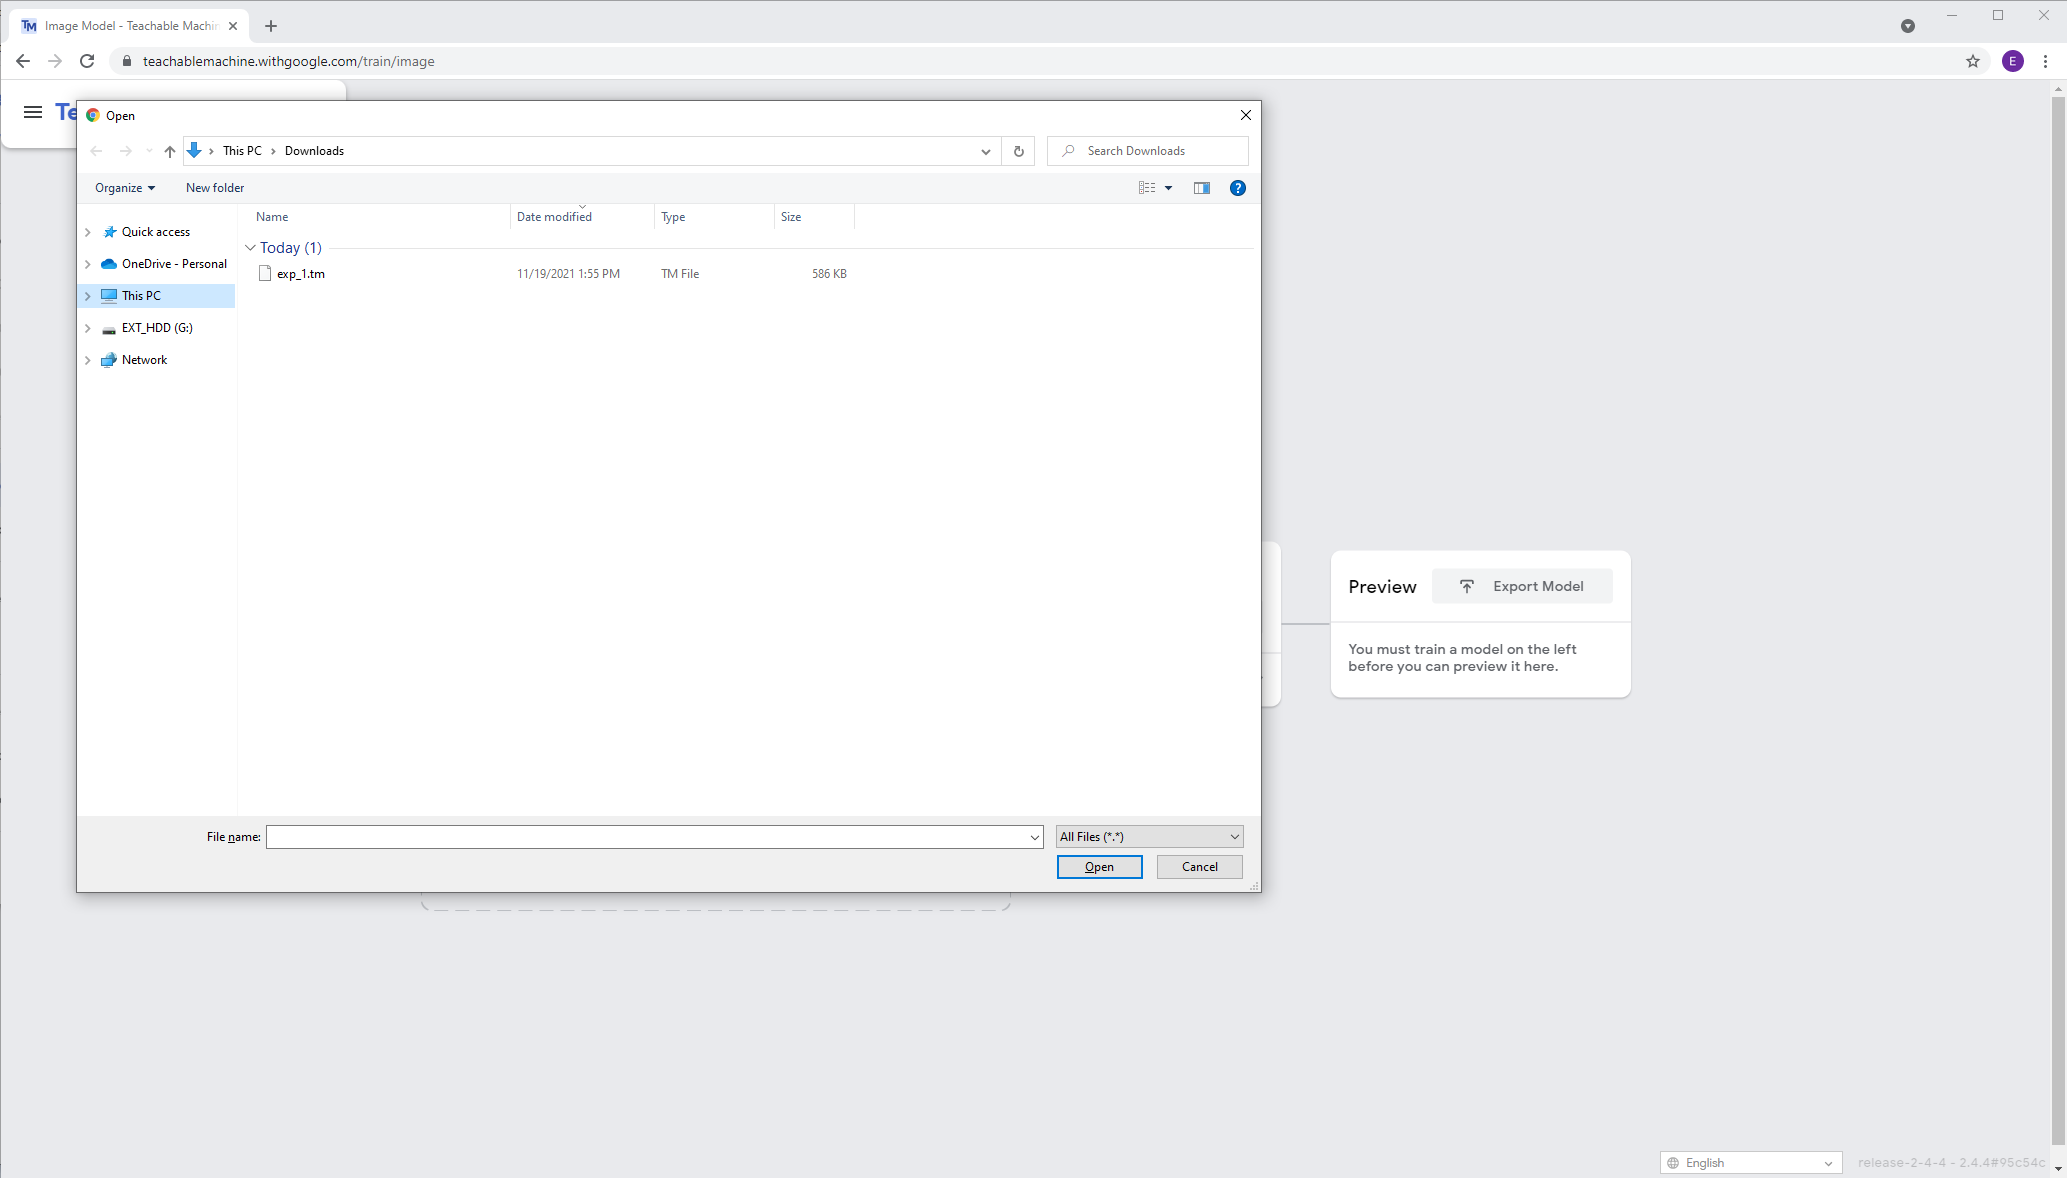 TM Image Model - Teachable Machin
teachablemachine.withgoogle.com/train/image
E
Te
Open
This PC
Downloads
Search Downloads
Organize
New folder
?
Name
Date modified
Type
Size
Quick access
OneDrive - Personal
This PC
EXT_HDD (G:)
Network
Today (1)
exp_1.tm
11/19/2021 1:55 PM
TM File
586 KB
Preview
Export Model
You must train a model on the left
before you can preview it here.
File name:
All Files (*.*)
Open
Cancel
English
release-2-4-4 - 2.4.4#95c54c